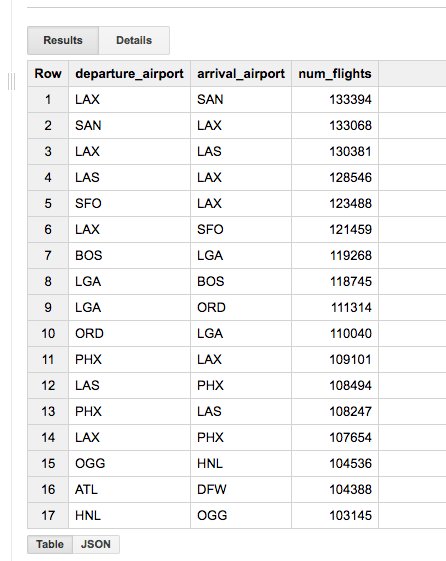 Results Details
Row departure_airport arrival_airport num_flights
1 LAX SAN 133394
2 SAN LAX 133068
3 LAX LAS 130381
4 LAS LAX 128546
5 SFO LAX 123488
6 LAX SFO 121459
7 BOS LGA 119268
8 LGA BOS 118745
9 LGA ORD 111314
10 ORD LGA 110040
11 PHX LAX 109101
12 LAS PHX 108494
13 PHX LAS 108247
14 LAX PHX 107654
15 OGG HNL 104536
16 ATL DFW 104388
17 HNL OGG 103145
Table JSON